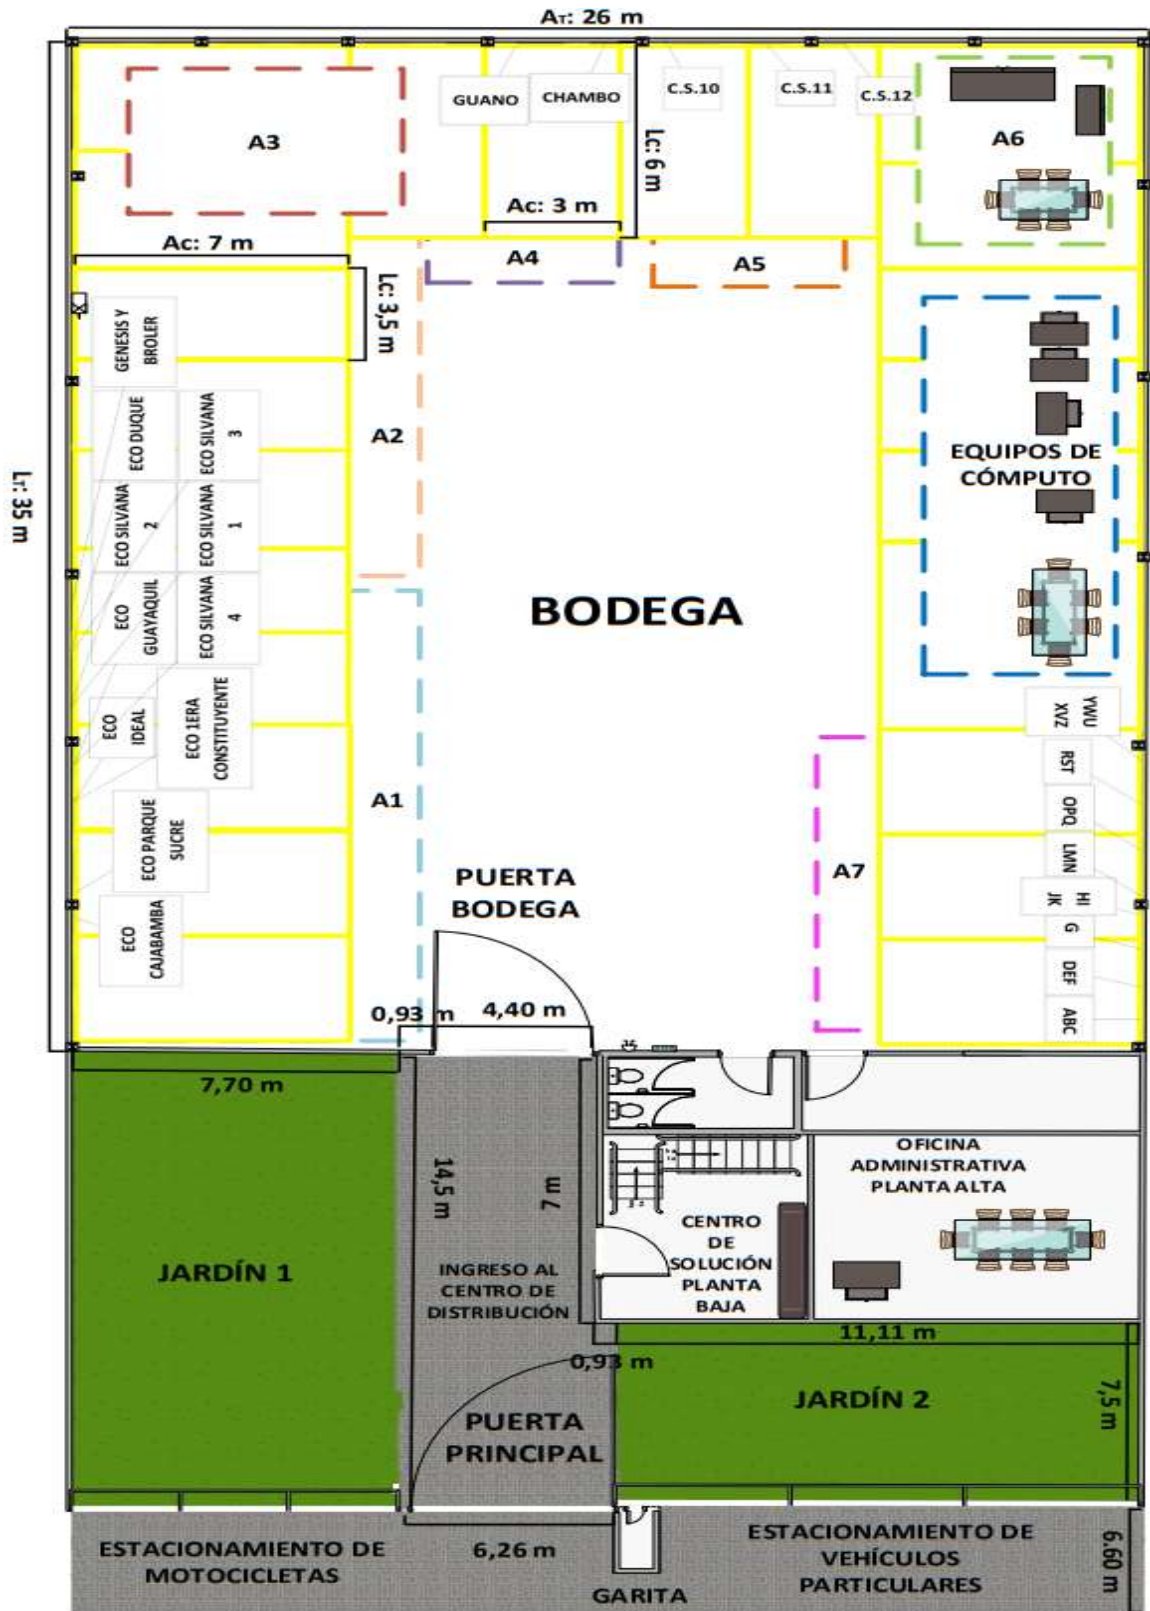 AT: 26 m
GUANO
CHAMBO
C.S.10
C.S.11
C.S.12
A3
A6
Lc: 6 m
Ac: 3 m
Ac: 7 m
A4
A5
Lc: 3,5 m
GENESIS Y
BROLER
ECO DUQUE
ECO SILVANA
3
A2
EQUIPOS DE
CÓMPUTO
LT: 35 m
ECO SILVANA
2
ECO SILVANA
1
BODEGA
ECO
GUAYAQUIL
ECO SILVANA
4
ECO
IDEAL
ECO 1ERA
CONSTITUYENTE
YWU
XVZ
RST
A1
OPQ
ECO PARQUE
SUCRE
LMN
PUERTA
BODEGA
A7
HI
JK
G
ECO
CAJABAMBA
DEF
ABC
0,93 m
4,40 m
7,70 m
14,5 m
7 m
OFICINA
ADMINISTRATIVA
PLANTA ALTA
CENTRO
DE
SOLUCIÓN
PLANTA
BAJA
JARDÍN 1
INGRESO AL
CENTRO DE
DISTRIBUCIÓN
11,11 m
0,93 m
7,5 m
JARDÍN 2
PUERTA
PRINCIPAL
ESTACIONAMIENTO DE
MOTOCICLETAS
6,26 m
ESTACIONAMIENTO DE
VEHÍCULOS
PARTICULARES
6.60 m
GARITA